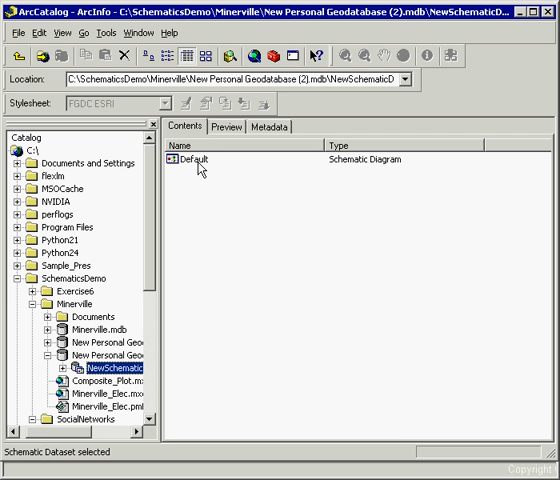 ArcCatalog - ArcInfo - C:\SchematicsDemo\Minerville\New Personal Geodatabase (2).mdb\NewSchematicD...
File Edit View Go Tools Window Help
Location: C:\SchematicsDemo\Minerville\New Personal Geodatabase (2).mdb\NewSchematicD
Stylesheet: FGDC ESRI
Contents Preview Metadata
Catalog
C:\
Documents and Settings
flexlm
MSOCache
NVIDIA
perflogs
Program Files
Python21
Python24
Sample_Pres
SchematicsDemo
Exercise6
Minerville
Documents
Minerville.mdb
New Personal Geo
New Personal Geo
NewSchematic
Composite_Plot.mx
Minerville_Elec.mx
Minerville_Elec.pm
SocialNetworks
Name Type
Default Schematic Diagram
Schematic Dataset selected
Copyright